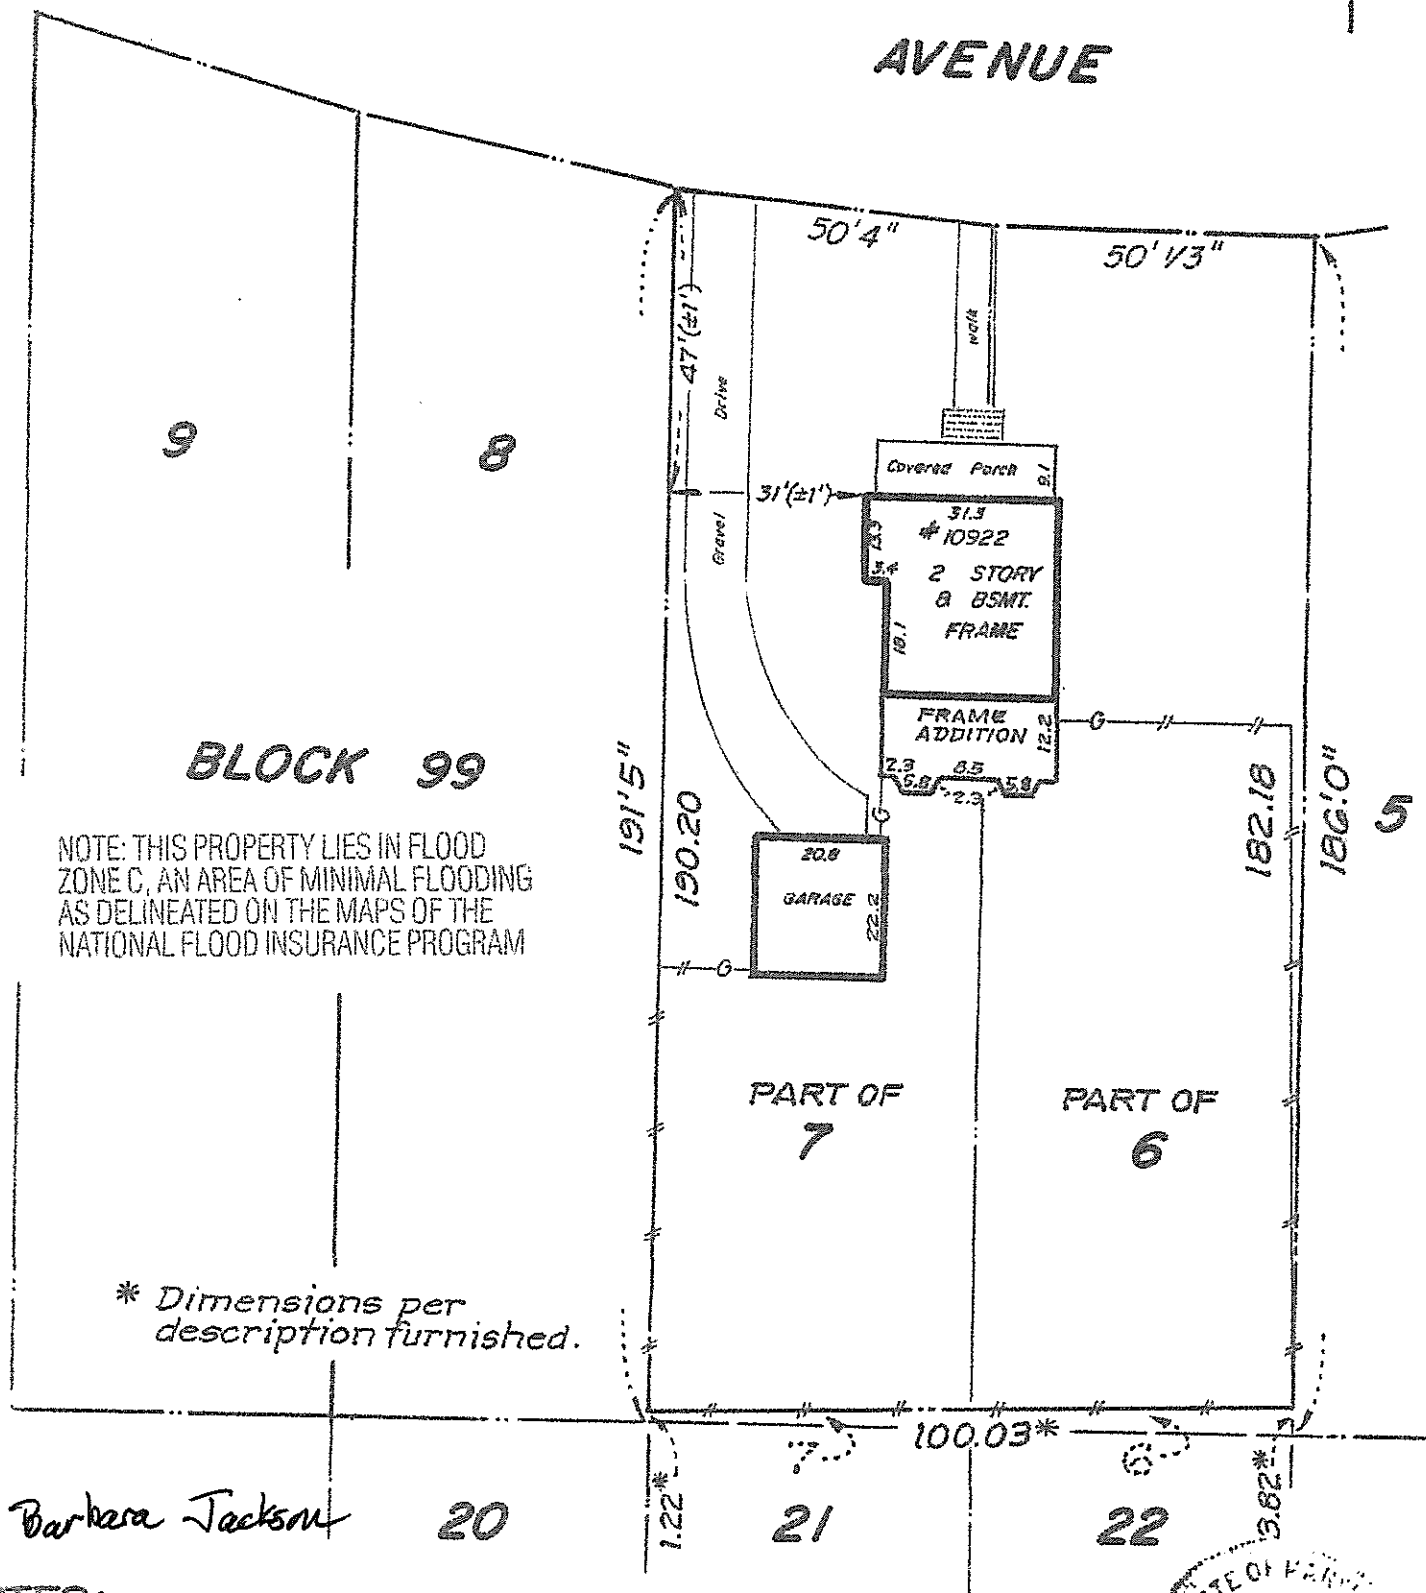 AVENUE
50'4"
50' 1/3"
47'(±1')
Walk
Drive
9
8
Covered Porch
9.1
31'(±1')
31.3
13.3
# 10922
Gravel
3.4
2 STORY
& BSMT.
FRAME
18.1
FRAME
ADDITION
12.2
G
BLOCK 99
2.3
8.5
5.8
5.8
2.3
191'5"
190.20
182.18
186'0"
5
G
NOTE: THIS PROPERTY LIES IN FLOOD
ZONE C, AN AREA OF MINIMAL FLOODING
AS DELINEATED ON THE MAPS OF THE
NATIONAL FLOOD INSURANCE PROGRAM
20.8
GARAGE
22.2
G
PART OF
7
PART OF
6
* Dimensions per
description furnished.
100.03*
7
6
1.22*
3.82*
Barbara Jackson
20
21
22